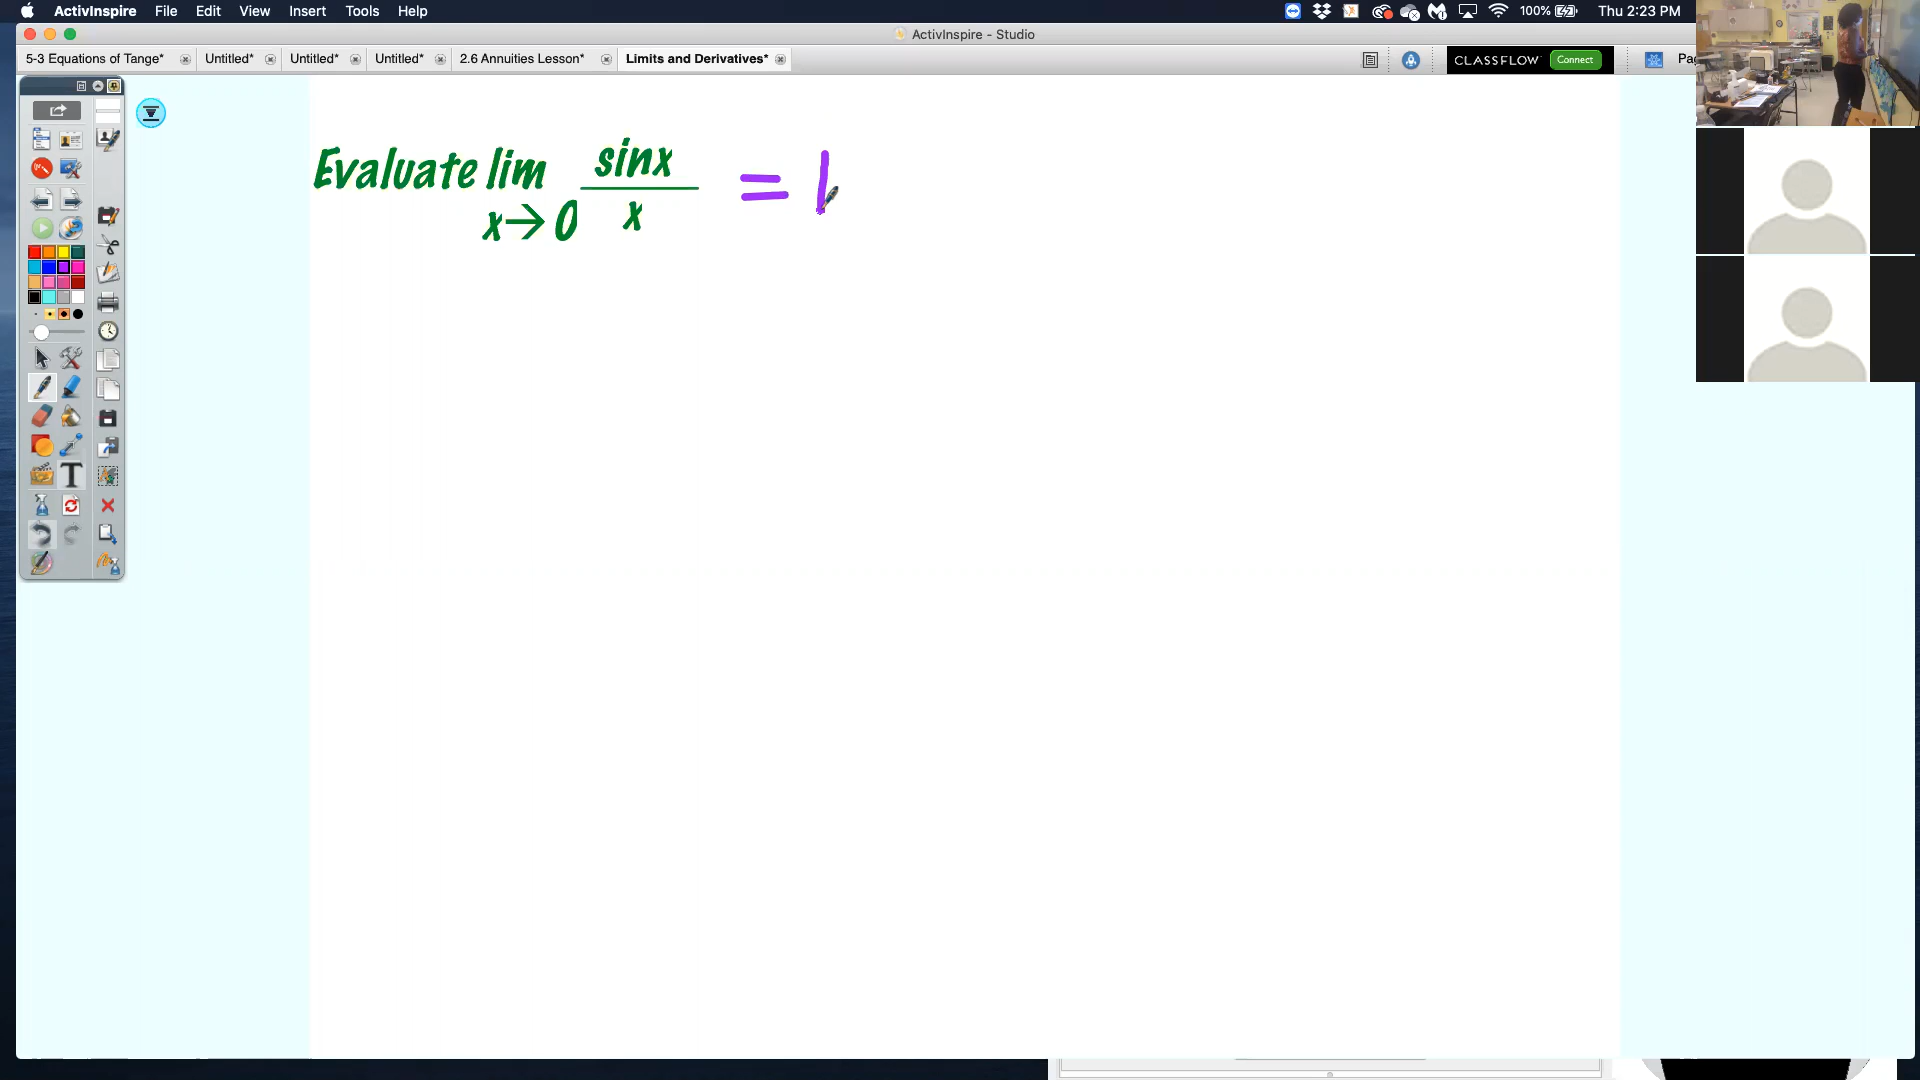 ActivInspire File Edit View Insert Tools Help 100% Thu 2:23 PM
ActivInspire - Studio
5-3 Equations of Tange* Untitled* Untitled* Untitled* 2.6 Annuities Lesson* Limits and Derivatives* CLASSFLOW Connect
Evaluate lim sinx = 1
x→0 x
T